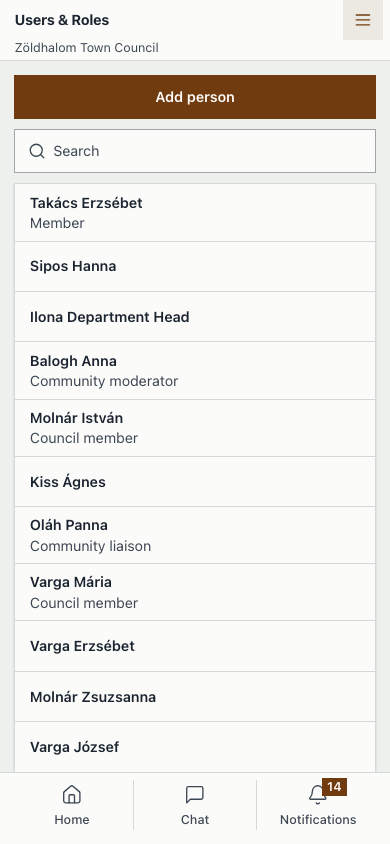 Users & Roles
Zöldhalom Town Council
Add person
Search
Takács Erzsébet
Member
Sipos Hanna
Ilona Department Head
Balogh Anna
Community moderator
Molnár István
Council member
Kiss Ágnes
Oláh Panna
Community liaison
Varga Mária
Council member
Varga Erzsébet
Molnár Zsuzsanna
Varga József
14
Home
Chat
Notifications